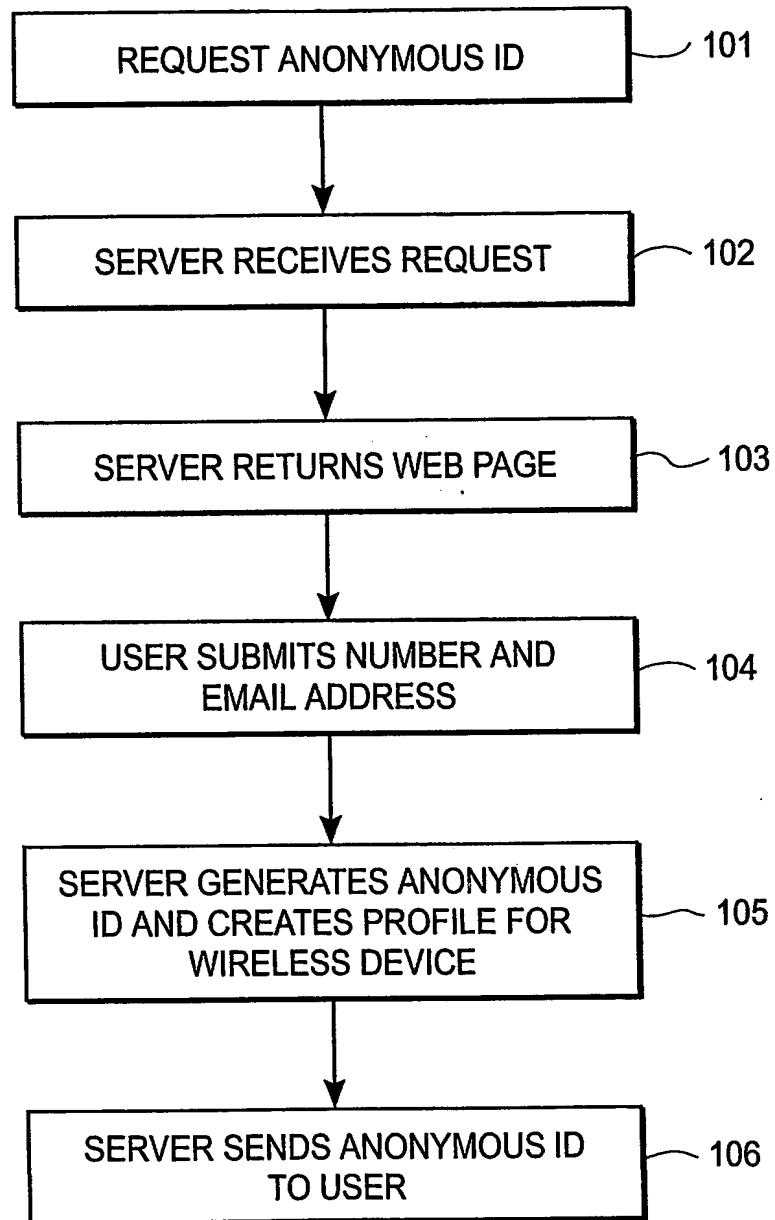 REQUEST ANONYMOUS ID
101
SERVER RECEIVES REQUEST
102
SERVER RETURNS WEB PAGE
103
USER SUBMITS NUMBER AND
EMAIL ADDRESS
104
SERVER GENERATES ANONYMOUS
ID AND CREATES PROFILE FOR
WIRELESS DEVICE
105
SERVER SENDS ANONYMOUS ID
TO USER
106